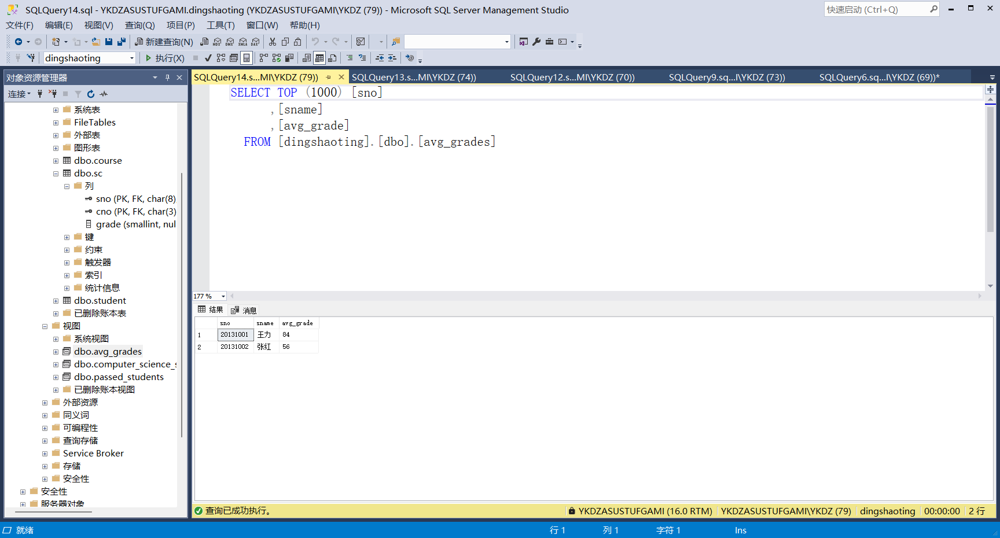 SQLQuery14.sql - YKDZASUSTUFGAMI.dingshaoting (YKDZASUSTUFGAMI\YKDZ (79)) - Microsoft SQL Server Management Studio
快速启动 (Ctrl+Q)
文件(F) 编辑(E) 视图(V) 查询(Q) 项目(P) 工具(T) 窗口(W) 帮助(H)
新建查询(N) MDX DMX XMLA DAX
dingshaoting 执行(X)
对象资源管理器
连接
系统表
FileTables
外部表
图形表
dbo.course
dbo.sc
列
sno (PK, FK, char(8)
cno (PK, FK, char(3)
grade (smallint, nul
键
约束
触发器
索引
统计信息
dbo.student
已删除账本表
视图
系统视图
dbo.avg_grades
dbo.computer_science_s
dbo.passed_students
已删除账本视图
外部资源
同义词
可编程性
查询存储
Service Broker
存储
安全性
安全性
服务器对象
SQLQuery14.s...MI\YKDZ (79)) SQLQuery13.s...MI\YKDZ (74)) SQLQuery12.s...MI\YKDZ (70)) SQLQuery9.sq...I\YKDZ (73)) SQLQuery6.sq...I\YKDZ (69))*
SELECT TOP (1000) [sno]
,[sname]
,[avg_grade]
FROM [dingshaoting].[dbo].[avg_grades]
177 %
结果 消息
sno sname avg_grade
1 20131001 王力 84
2 20131002 张红 56
查询已成功执行。 YKDZASUSTUFGAMI (16.0 RTM) YKDZASUSTUFGAMI\YKDZ (79) dingshaoting 00:00:00 2 行
就绪 行 1 列 1 字符 1 Ins